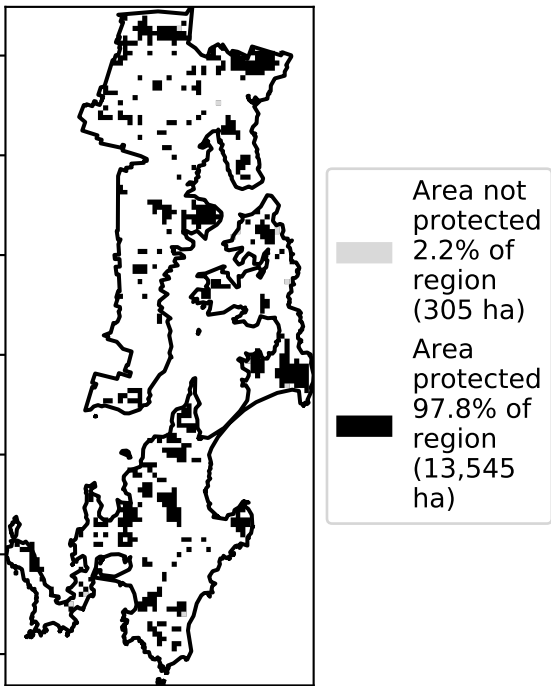 Area not
protected
2.2% of
region
(305 ha)
Area
protected
97.8% of
region
(13,545
ha)